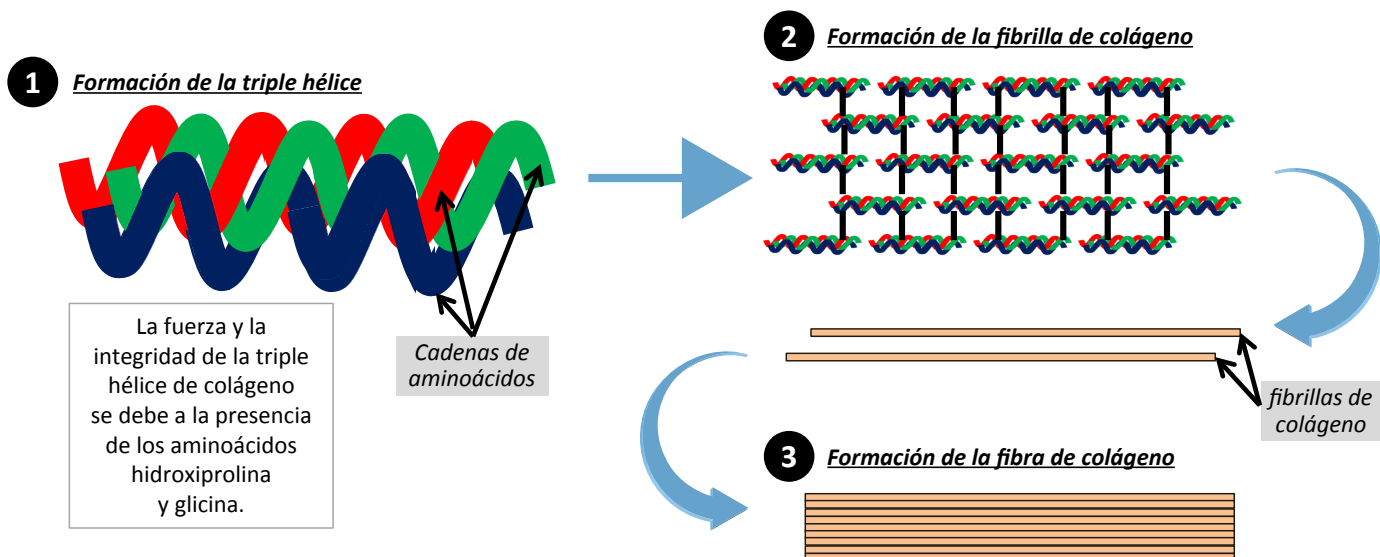 1 Formación de la triple hélice
La fuerza y la
integridad de la triple
hélice de colágeno
se debe a la presencia
de los aminoácidos
hidroxiprolina
y glicina.
Cadenas de
aminoácidos
2 Formación de la fibrilla de colágeno
fibrillas de
colágeno
3 Formación de la fibra de colágeno